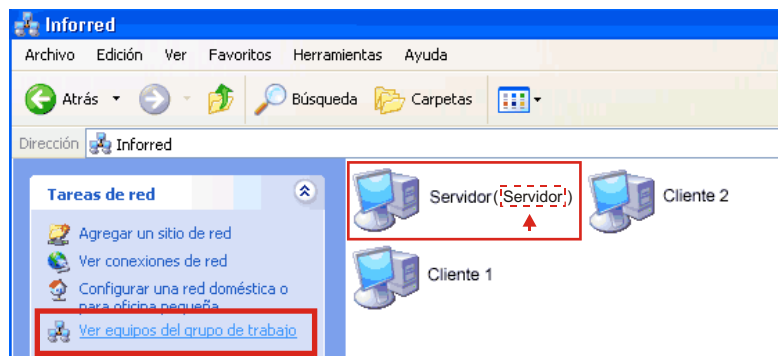 Inforred
Archivo Edición Ver Favoritos Herramientas Ayuda
Atrás Búsqueda Carpetas
Dirección Inforred
Tareas de red
Agregar un sitio de red
Ver conexiones de red
Configurar una red doméstica o
para oficina pequeña
Ver equipos del grupo de trabajo
Servidor(Servidor)
Cliente 2
Cliente 1